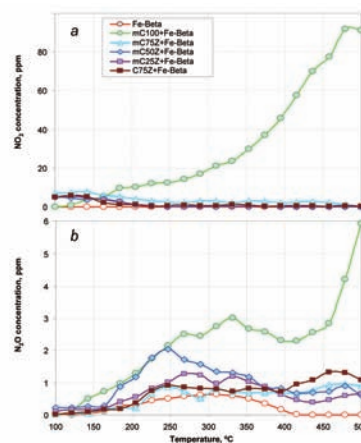 a
Fe-Beta
mC100+Fe-Beta
mC75Z+Fe-Beta
mC50Z+Fe-Beta
mC25Z+Fe-Beta
C75Z+Fe-Beta
NO₂ concentration, ppm
80
60
40
20
0
b
N₂O concentration, ppm
6
5
4
3
2
1
0
100 150 200 250 300 350 400 450 500
Temperature, °C